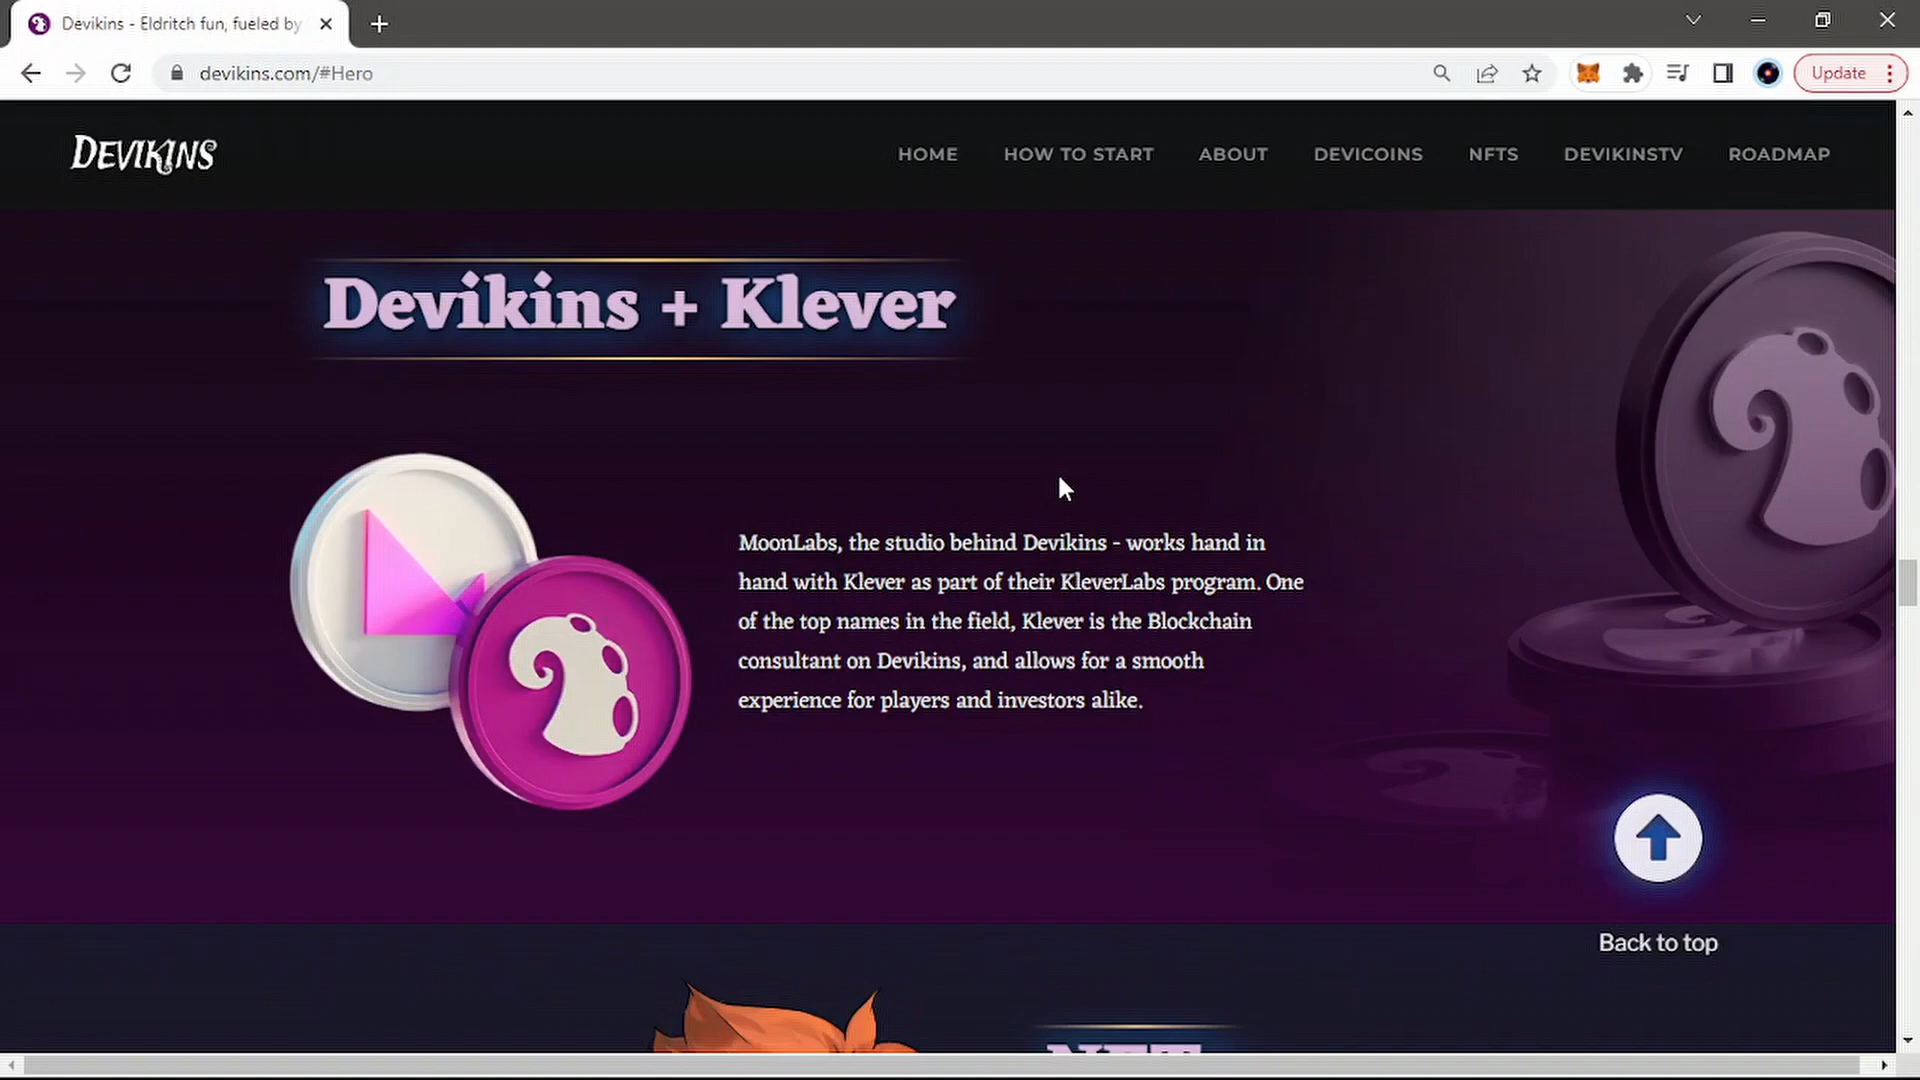 Devikins - Eldritch fun, fueled by
devikins.com/#Hero
Update
DEVIKINS
HOME
HOW TO START
ABOUT
DEVICOINS
NFTS
DEVIKINSTV
ROADMAP
Devikins + Klever
MoonLabs, the studio behind Devikins - works hand in
hand with Klever as part of their KleverLabs program. One
of the top names in the field, Klever is the Blockchain
consultant on Devikins, and allows for a smooth
experience for players and investors alike.
Back to top